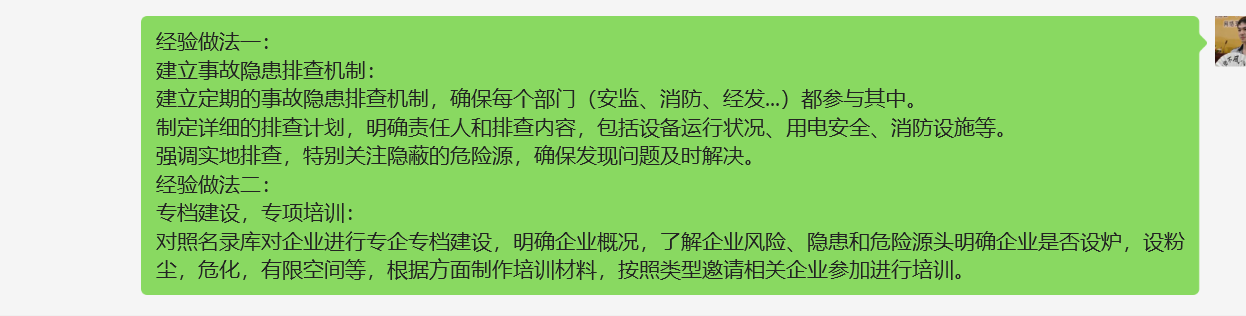 经验做法一：
建立事故隐患排查机制：
建立定期的事故隐患排查机制，确保每个部门（安监、消防、经发...）都参与其中。
制定详细的排查计划，明确责任人和排查内容，包括设备运行状况、用电安全、消防设施等。
强调实地排查，特别关注隐蔽的危险源，确保发现问题及时解决。
经验做法二：
专档建设，专项培训：
对照名录库对企业进行专企专档建设，明确企业概况，了解企业风险、隐患和危险源头明确企业是否设炉，设粉
尘，危化，有限空间等，根据方面制作培训材料，按照类型邀请相关企业参加进行培训。